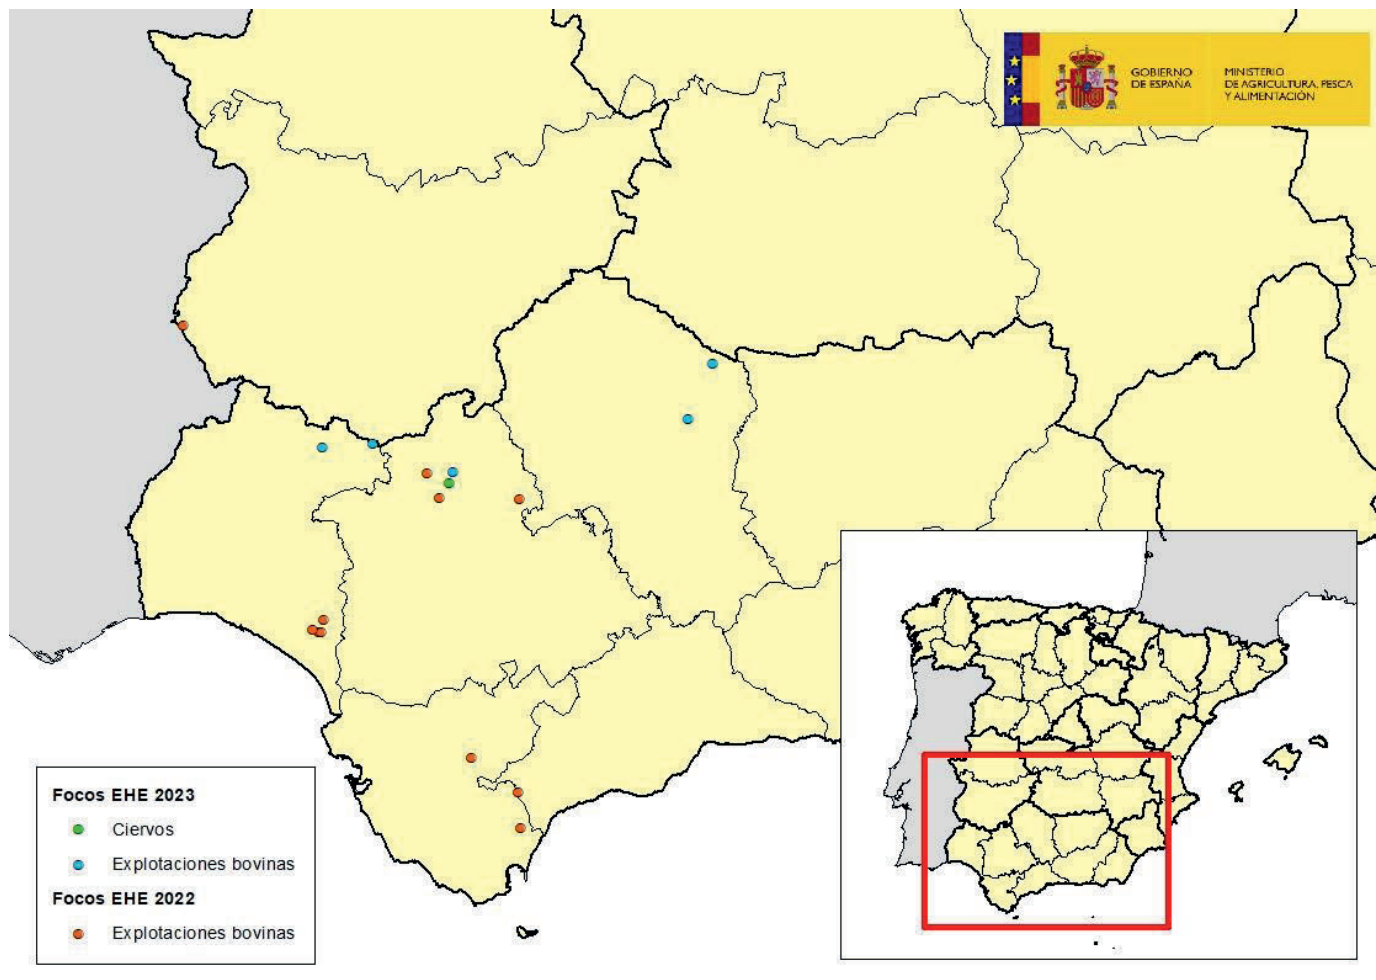 GOBIERNO
DE ESPAÑA
MINISTERIO
DE AGRICULTURA, PESCA
Y ALIMENTACIÓN
Focos EHE 2023
Ciervos
Explotaciones bovinas
Focos EHE 2022
Explotaciones bovinas